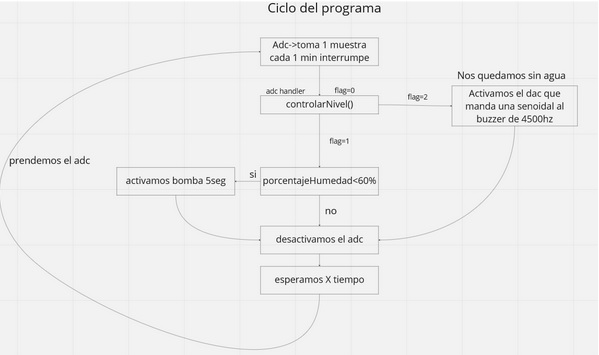 Ciclo del programa
Adc->toma 1 muestra
cada 1 min interrumpe
adc handler
flag=0
controlarNivel()
flag=2
Nos quedamos sin agua
Activamos el dac que
manda una senoidal al
buzzer de 4500hz
flag=1
prendemos el adc
activamos bomba 5seg
si
porcentajeHumedad<60%
no
desactivamos el adc
esperamos X tiempo